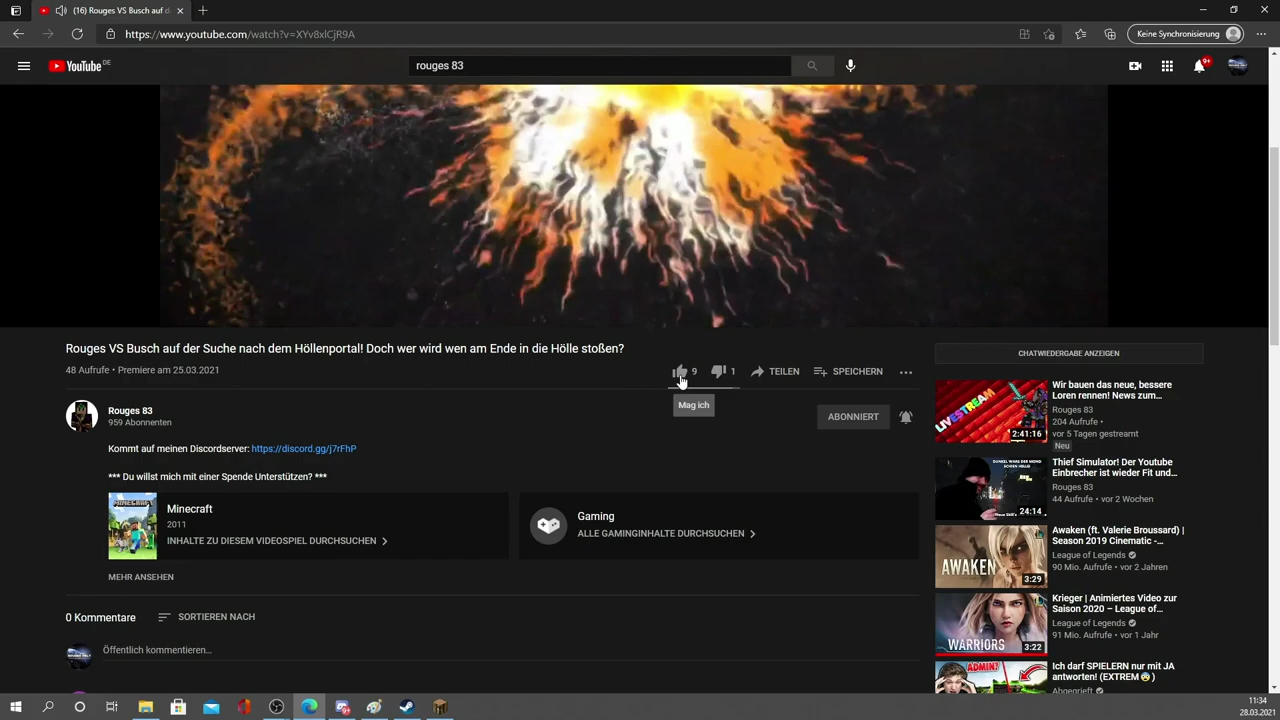 (16) Rouges VS Busch auf d
https://www.youtube.com/watch?v=XYv8xlCjR9A
Keine Synchronisierung
YouTube DE
rouges 83
9+
Rouges VS Busch auf der Suche nach dem Höllenportal! Doch wer wird wen am Ende in die Hölle stoßen?
48 Aufrufe • Premiere am 25.03.2021
9
1
TEILEN
SPEICHERN
Mag ich
Rouges 83
959 Abonnenten
ABONNIERT
Kommt auf meinen Discordserver: https://discord.gg/j7rFhP
*** Du willst mich mit einer Spende Unterstützen? ***
MINECRAFT
Minecraft
2011
INHALTE ZU DIESEM VIDEOSPIEL DURCHSUCHEN
Gaming
ALLE GAMINGINHALTE DURCHSUCHEN
MEHR ANSEHEN
0 Kommentare
SORTIEREN NACH
Öffentlich kommentieren...
CHATWIEDERGABE ANZEIGEN
LIVESTREAM
2:41:16
Wir bauen das neue, bessere
Loren rennen! News zum...
Rouges 83
204 Aufrufe •
vor 5 Tagen gestreamt
Neu
24:14
Thief Simulator! Der Youtube
Einbrecher ist wieder Fit und...
Rouges 83
44 Aufrufe • vor 2 Wochen
AWAKEN
3:29
Awaken (ft. Valerie Broussard) |
Season 2019 Cinematic -...
League of Legends
90 Mio. Aufrufe • vor 2 Jahren
WARRIORS
3:22
Krieger | Animiertes Video zur
Saison 2020 – League of...
League of Legends
91 Mio. Aufrufe • vor 1 Jahr
ADMIN?
Ich darf SPIELERN nur mit JA
antworten! (EXTREM 😨)
Abgegrieft
11:34
28.03.2021